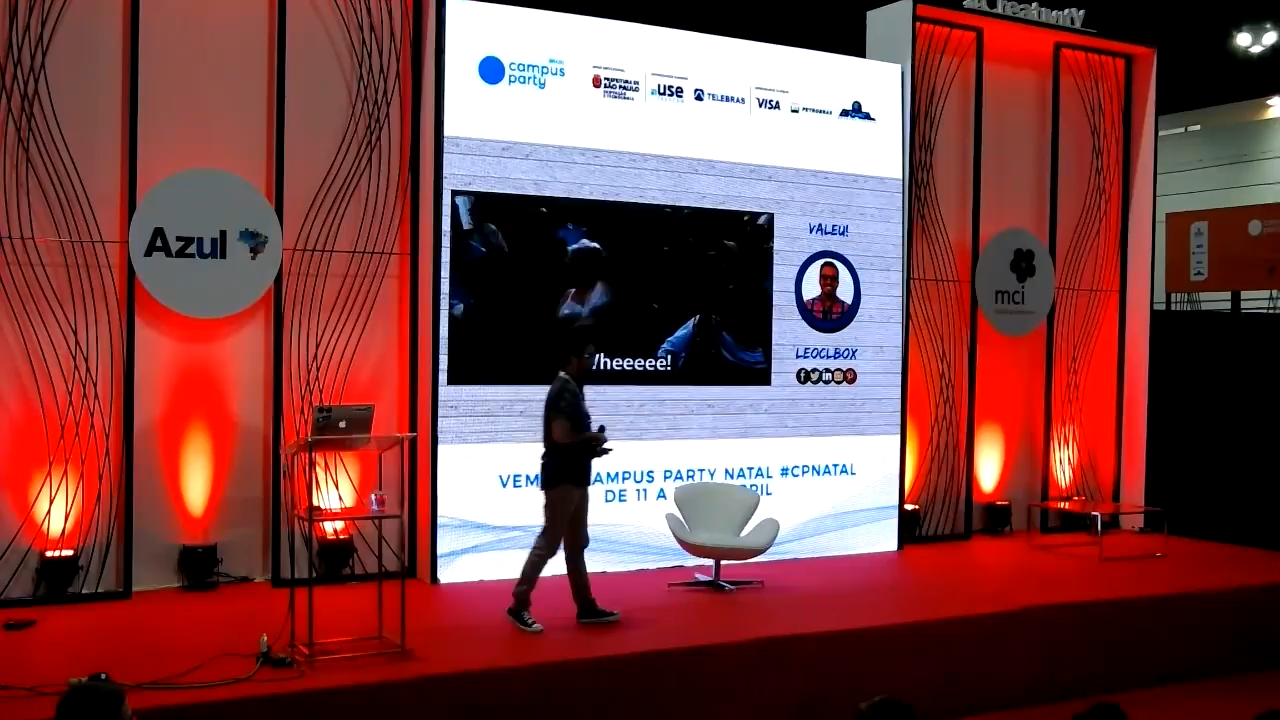 #Creativity
BRASIL
campus
party
PREFEITURA DE
SÃO PAULO
use
TELEBRAS
VISA
PETROBRAS
Azul
VALEU!
mci
heeeee!
LEOCLBOX
VEM AMPUS PARTY NATAL #CPNATAL
DE 11 A RIL